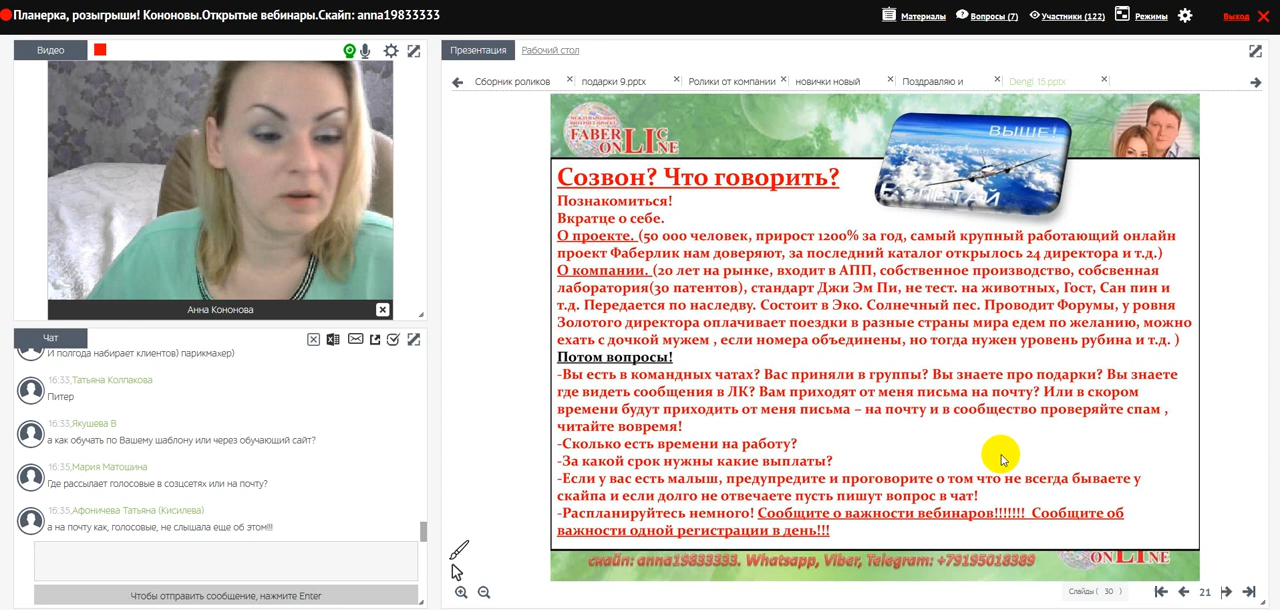 Планерка, розыгрыши! Кононовы.Открытые вебинары.Скайп: anna19833333
Материалы
Вопросы (7)
Участники (122)
Режимы
Выход
Видео
Анна Кононова
Чат
И полгода набирает клиентов) парикмахер)
16:33,Татьяна Колпакова
Питер
16:33,Якушева В
а как обучать по Вашему шаблону или через обучающий сайт?
16:35,Мария Матошина
Где рассылает голосовые в созцсетях или на почту?
16:35,Афоничева Татьяна (Кисилева)
а на почту как, голосовые, не слышала еще об этом!!!
Чтобы отправить сообщение, нажмите Enter
Презентация
Рабочий стол
Сборник роликов
подарки 9.pptx
Ролики от компании
новички новый
Поздравляю и
Dengi 15.pptx
FABERLIC
ONLINE
ВЫШЕ!
Созвон? Что говорить?
Познакомиться!
Вкратце о себе.
О проекте. (50 000 человек, прирост 1200% за год, самый крупный работающий онлайн
проект Фаберлик нам доверяют, за последний каталог открылось 24 директора и т.д.)
О компании. (20 лет на рынке, входит в АПП, собственное производство, собсвенная
лаборатория(30 патентов), стандарт Джи Эм Пи, не тест. на животных, Гост, Сан пин и
т.д. Передается по наследву. Состоит в Эко. Солнечный пес. Проводит Форумы, у ровня
Золотого директора оплачивает поездки в разные страны мира едем по желанию, можно
ехать с дочкой мужем , если номера объединены, но тогда нужен уровень рубина и т.д. )
Потом вопросы!
-Вы есть в командных чатах? Вас приняли в группы? Вы знаете про подарки? Вы знаете
где видеть сообщения в ЛК? Вам приходят от меня письма на почту? Или в скором
времени будут приходить от меня письма – на почту и в сообщество проверяйте спам ,
читайте вовремя!
-Сколько есть времени на работу?
-За какой срок нужны какие выплаты?
-Если у вас есть малыш, предупредите и проговорите о том что не всегда бываете у
скайпа и если долго не отвечаете пусть пишут вопрос в чат!
-Распланируйтесь немного! Сообщите о важности вебинаров!!!!!!! Сообщите об
важности одной регистрации в день!!!
скайп: anna19833333. Whatsapp, Viber, Telegram: +79195018389
ONLINE
Слайды ( 30 )
21